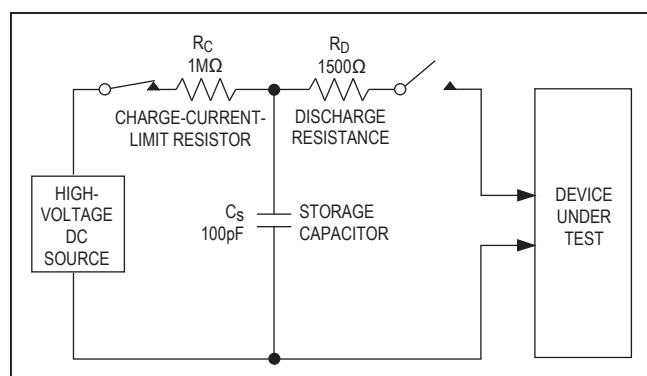 R_C
1MΩ
CHARGE-CURRENT-
LIMIT RESISTOR
R_D
1500Ω
DISCHARGE
RESISTANCE
HIGH-
VOLTAGE
DC
SOURCE
C_S
100pF
STORAGE
CAPACITOR
DEVICE
UNDER
TEST